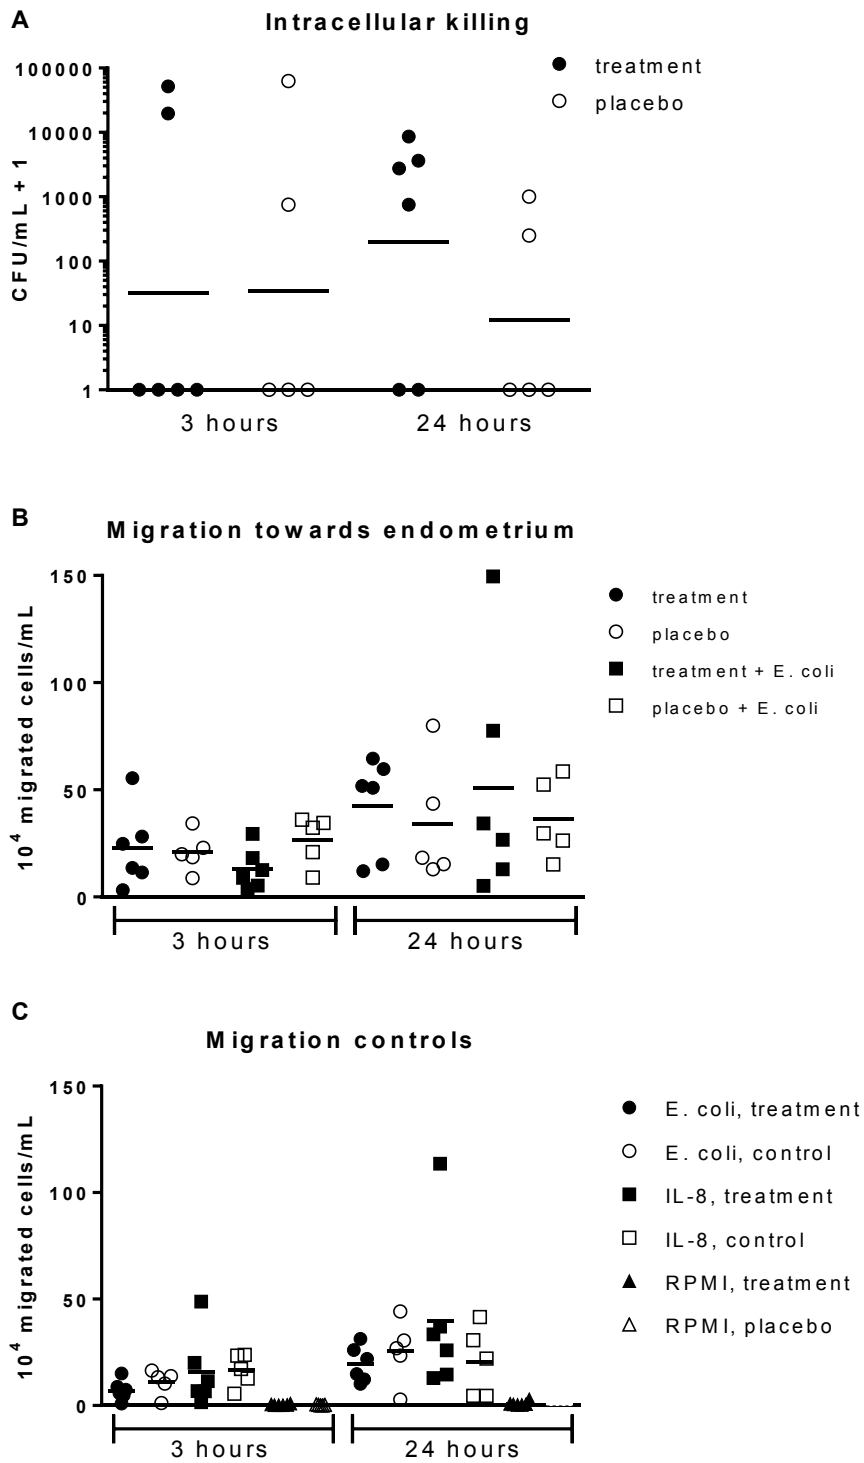 A
Intracellular killing
treatment
placebo
CFU/mL + 1
100000
10000
1000
100
10
1
3 hours
24 hours
B
Migration towards endometrium
treatment
placebo
treatment + E. coli
placebo + E. coli
10⁴ migrated cells/mL
150
100
50
0
3 hours
24 hours
C
Migration controls
E. coli, treatment
E. coli, control
IL-8, treatment
IL-8, control
RPMI, treatment
RPMI, placebo
10⁴ migrated cells/mL
150
100
50
0
3 hours
24 hours